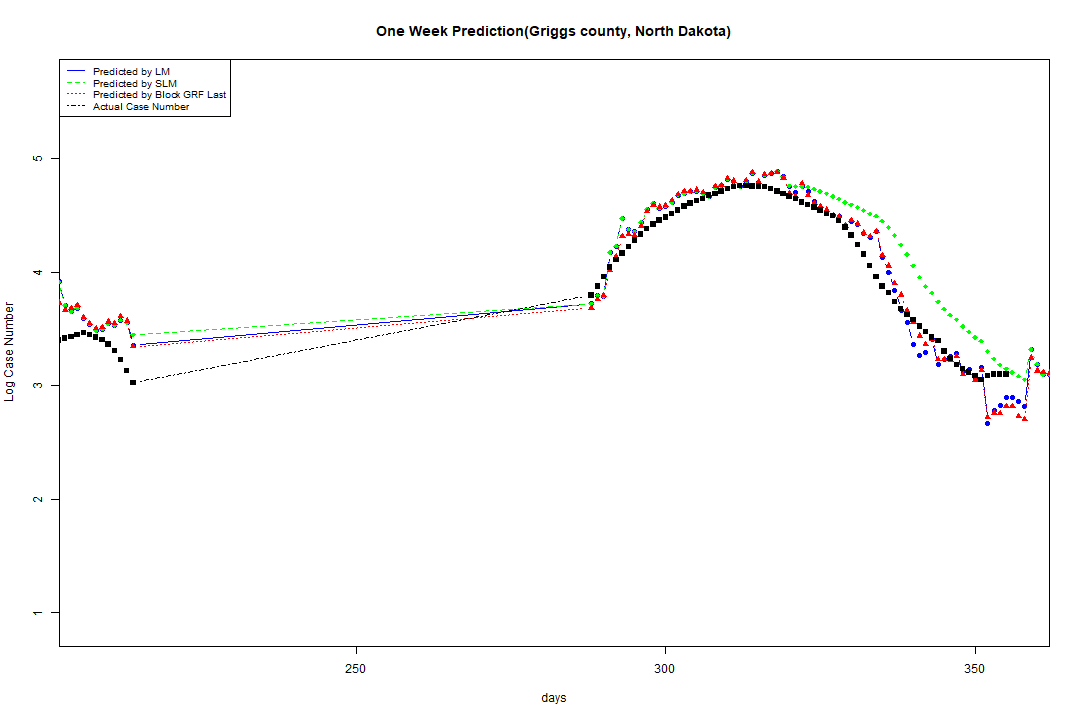 One Week Prediction(Griggs county, North Dakota)
Predicted by LM
Predicted by SLM
Predicted by Block GRF Last
Actual Case Number
5
4
3
2
1
Log Case Number
250 300 350
days